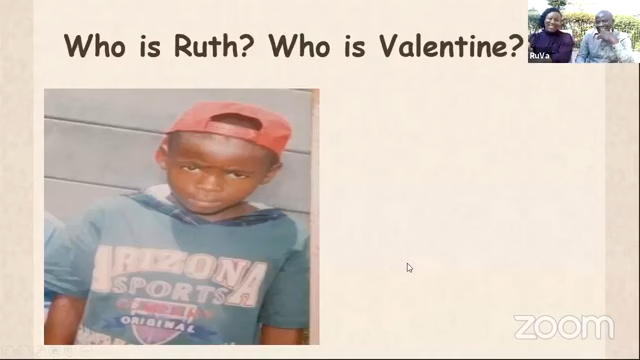 Who is Ruth? Who is Valentine?
RuVa
ARIZONA
SPORTS
ORIGINAL
zoom